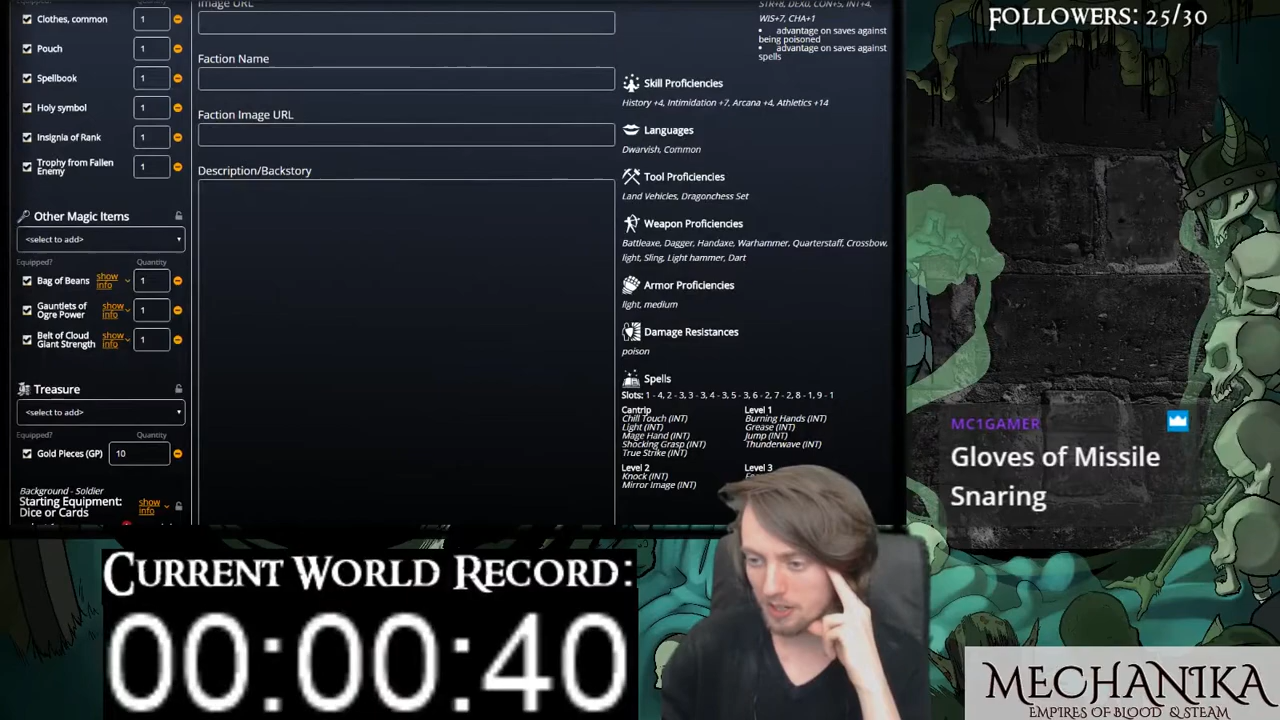 Clothes, common 1
Pouch 1
Spellbook 1
Holy symbol 1
Insignia of Rank 1
Trophy from Fallen
Enemy 1
Other Magic Items
<select to add>
Equipped? Quantity
Bag of Beans show
info 1
Gauntlets of
Ogre Power show
info 1
Belt of Cloud
Giant Strength show
info 1
Treasure
<select to add>
Equipped? Quantity
Gold Pieces (GP) 10
Background - Soldier
Starting Equipment:
Dice or Cards show
info
Image URL
Faction Name
Faction Image URL
Description/Backstory
WIS+7, CHA+1
• advantage on saves against
being poisoned
• advantage on saves against
spells
Skill Proficiencies
History +4, Intimidation +7, Arcana +4, Athletics +14
Languages
Dwarvish, Common
Tool Proficiencies
Land Vehicles, Dragonchess Set
Weapon Proficiencies
Battleaxe, Dagger, Handaxe, Warhammer, Quarterstaff, Crossbow,
light, Sling, Light hammer, Dart
Armor Proficiencies
light, medium
Damage Resistances
poison
Spells
Slots: 1 - 4, 2 - 3, 3 - 3, 4 - 3, 5 - 3, 6 - 2, 7 - 2, 8 - 1, 9 - 1
Cantrip
Chill Touch (INT)
Light (INT)
Mage Hand (INT)
Shocking Grasp (INT)
True Strike (INT)
Level 1
Burning Hands (INT)
Grease (INT)
Jump (INT)
Thunderwave (INT)
Level 2
Knock (INT)
Mirror Image (INT)
Level 3
Followers: 25/30
MC1GAMER
Gloves of Missile
Snaring
Current World Record:
00:00:40
MECHANIKA
EMPIRES OF BLOOD & STEAM